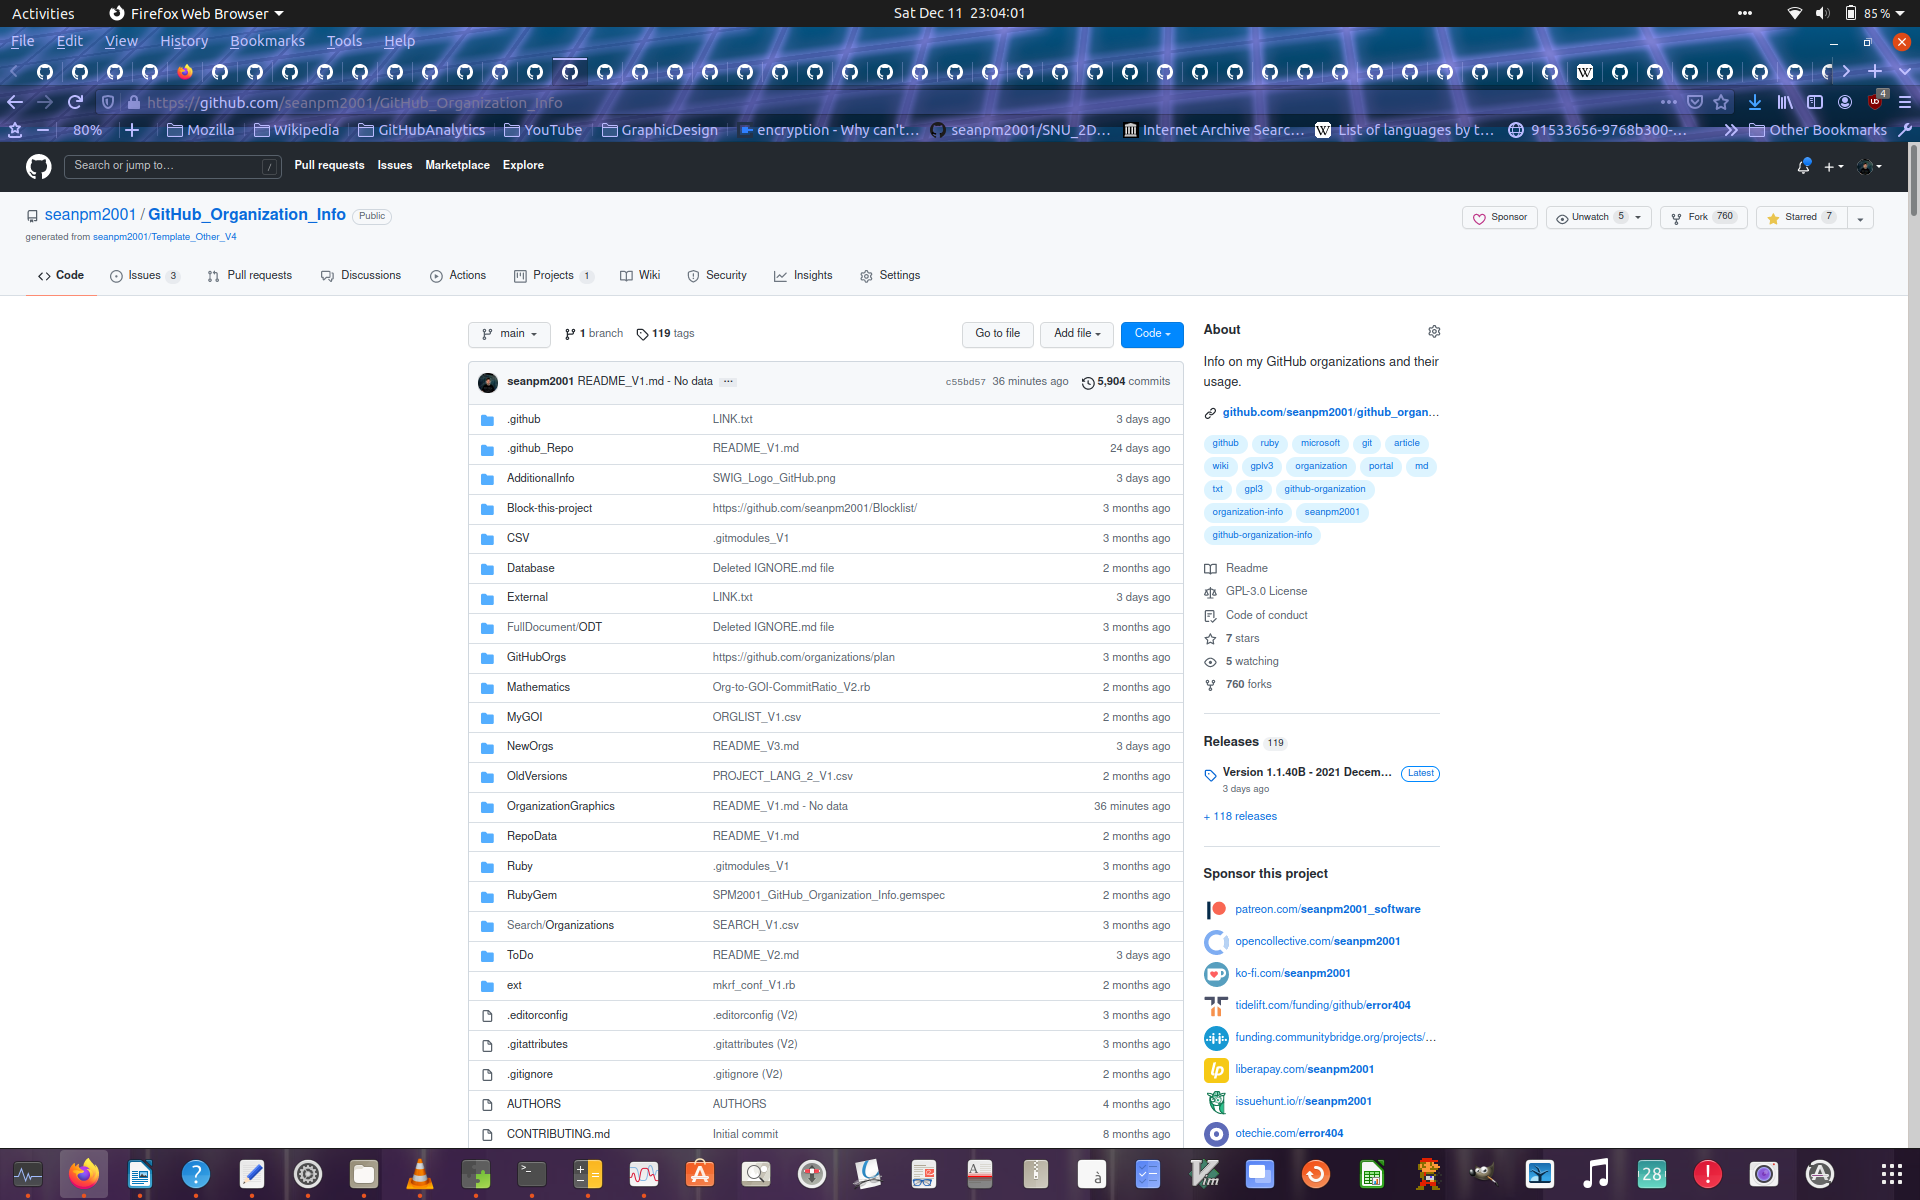 Activities Firefox Web Browser Sat Dec 11 23:04:01 85%
File Edit View History Bookmarks Tools Help
https://github.com/seanpm2001/GitHub_Organization_Info 4
80% Mozilla Wikipedia GitHubAnalytics YouTube GraphicDesign encryption - Why can't... seanpm2001/SNU_2D... Internet Archive Searc... List of languages by t... 91533656-9768b300-... Other Bookmarks
Search or jump to... / Pull requests Issues Marketplace Explore
seanpm2001 / GitHub_Organization_Info Public Sponsor Unwatch 5 Fork 760 Starred 7
generated from seanpm2001/Template_Other_V4
Code Issues 3 Pull requests Discussions Actions Projects 1 Wiki Security Insights Settings
main 1 branch 119 tags Go to file Add file Code
seanpm2001 README_V1.md - No data ... c55bd57 36 minutes ago 5,904 commits
.github LINK.txt 3 days ago
.github_Repo README_V1.md 24 days ago
AdditionalInfo SWIG_Logo_GitHub.png 3 days ago
Block-this-project https://github.com/seanpm2001/Blocklist/ 3 months ago
CSV .gitmodules_V1 3 months ago
Database Deleted IGNORE.md file 2 months ago
External LINK.txt 3 days ago
FullDocument/ODT Deleted IGNORE.md file 3 months ago
GitHubOrgs https://github.com/organizations/plan 3 months ago
Mathematics Org-to-GOI-CommitRatio_V2.rb 2 months ago
MyGOI ORGLIST_V1.csv 2 months ago
NewOrgs README_V3.md 3 days ago
OldVersions PROJECT_LANG_2_V1.csv 2 months ago
OrganizationGraphics README_V1.md - No data 36 minutes ago
RepoData README_V1.md 2 months ago
Ruby .gitmodules_V1 3 months ago
RubyGem SPM2001_GitHub_Organization_Info.gemspec 2 months ago
Search/Organizations SEARCH_V1.csv 3 months ago
ToDo README_V2.md 3 days ago
ext mkrf_conf_V1.rb 2 months ago
.editorconfig .editorconfig (V2) 3 months ago
.gitattributes .gitattributes (V2) 3 months ago
.gitignore .gitignore (V2) 2 months ago
AUTHORS AUTHORS 4 months ago
CONTRIBUTING.md Initial commit 8 months ago
About
Info on my GitHub organizations and their
usage.
github.com/seanpm2001/github_organ...
github ruby microsoft git article
wiki gplv3 organization portal md
txt gpl3 github-organization
organization-info seanpm2001
github-organization-info
Readme
GPL-3.0 License
Code of conduct
7 stars
5 watching
760 forks
Releases 119
Version 1.1.40B - 2021 Decem... Latest
3 days ago
+ 118 releases
Sponsor this project
patreon.com/seanpm2001_software
opencollective.com/seanpm2001
ko-fi.com/seanpm2001
tidelift.com/funding/github/error404
funding.communitybridge.org/projects/...
liberapay.com/seanpm2001
issuehunt.io/r/seanpm2001
otechie.com/error404
28